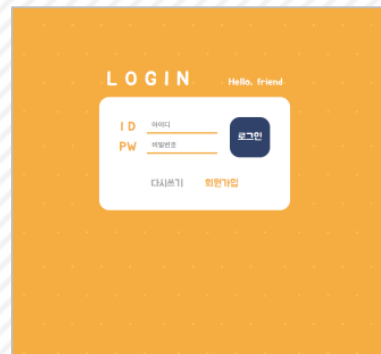 LOGIN Hello, friend
ID 아이디
PW 비밀번호
로그인
다시쓰기 회원가입